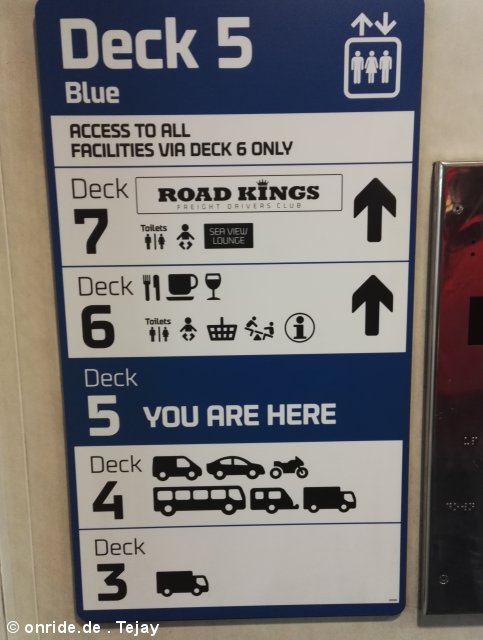 Deck 5
Blue
ACCESS TO ALL
FACILITIES VIA DECK 6 ONLY
Deck
7
ROAD KINGS
FREIGHT DRIVERS CLUB
Toilets
SEA VIEW
LOUNGE
Deck
6
Toilets
i
Deck
5 YOU ARE HERE
Deck
4
Deck
3
© onride.de . Tejay